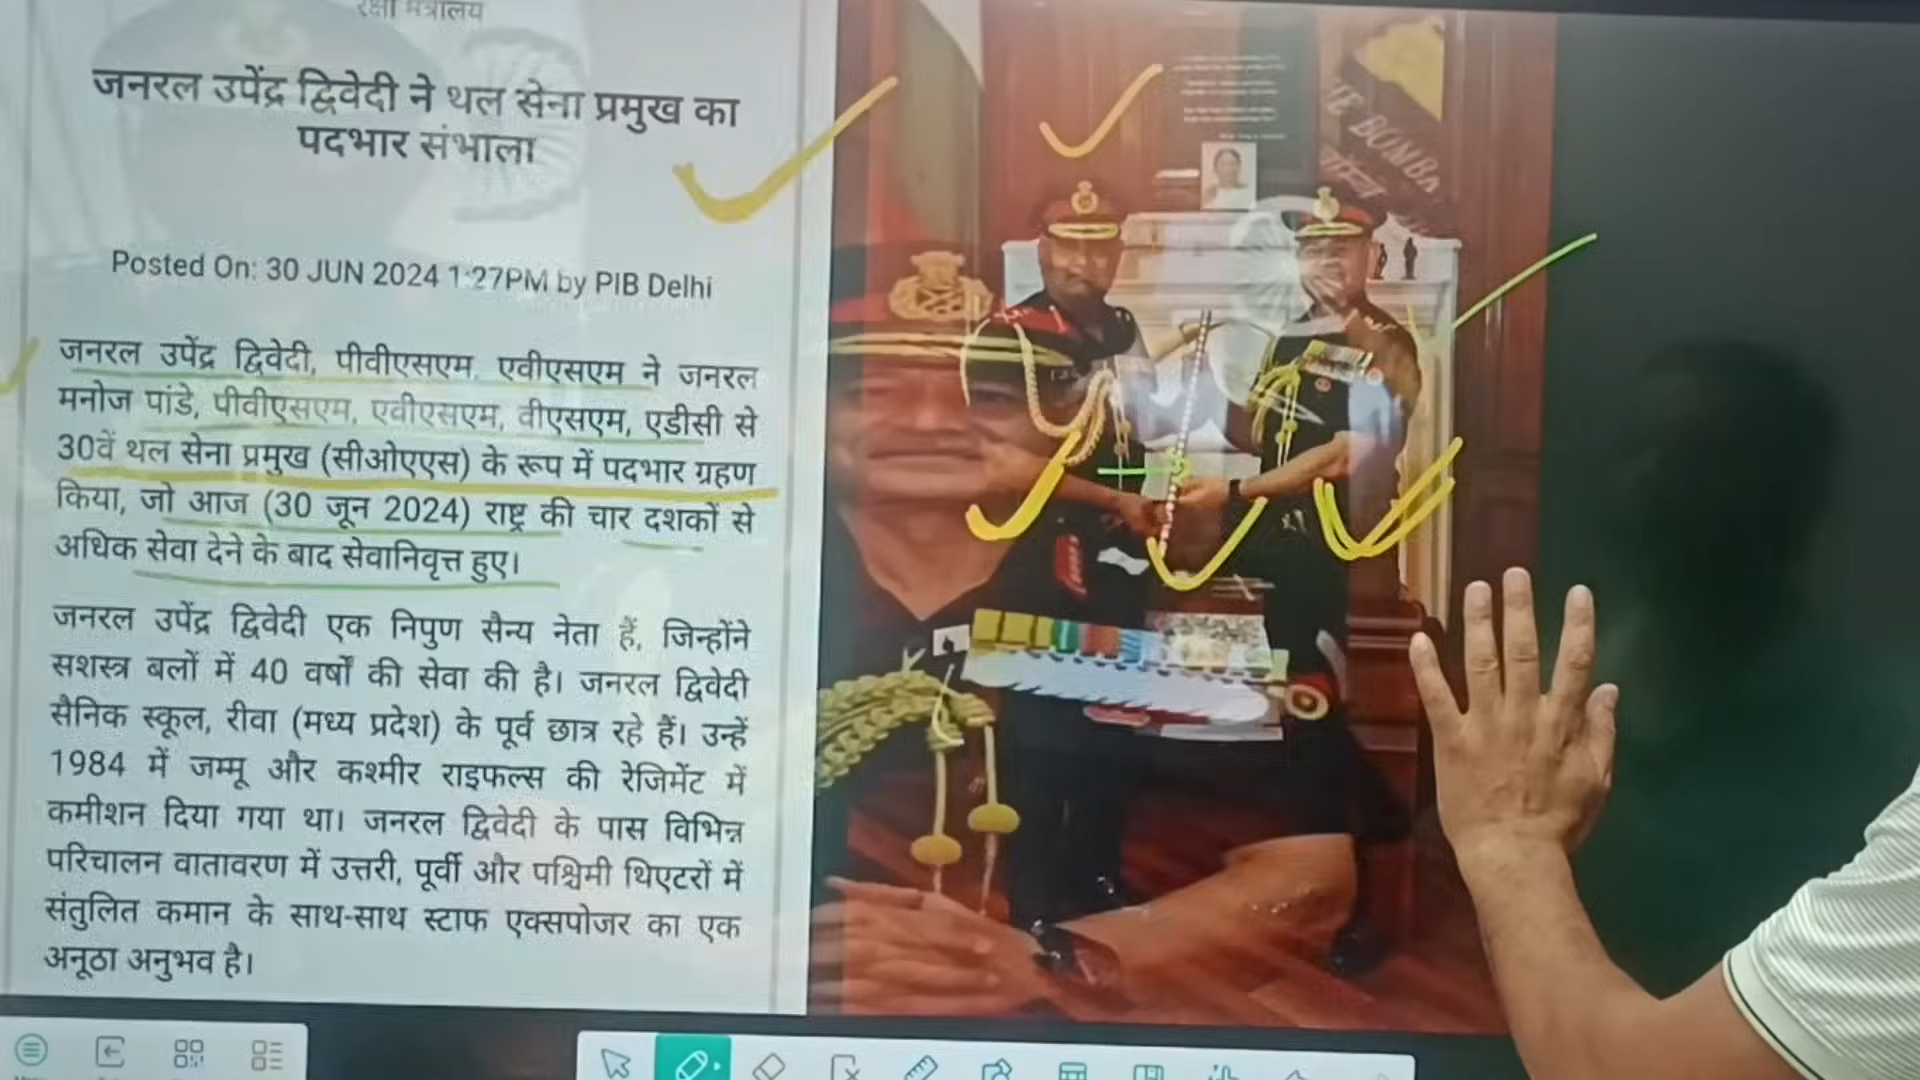 रक्षा मंत्रालय
जनरल उपेंद्र द्विवेदी ने थल सेना प्रमुख का
पदभार संभाला
Posted On: 30 JUN 2024 1:27PM by PIB Delhi
जनरल उपेंद्र द्विवेदी, पीवीएसएम, एवीएसएम ने जनरल
मनोज पांडे, पीवीएसएम, एवीएसएम, वीएसएम, एडीसी से
30वें थल सेना प्रमुख (सीओएएस) के रूप में पदभार ग्रहण
किया, जो आज (30 जून 2024) राष्ट्र की चार दशकों से
अधिक सेवा देने के बाद सेवानिवृत्त हुए।
जनरल उपेंद्र द्विवेदी एक निपुण सैन्य नेता हैं, जिन्होंने
सशस्त्र बलों में 40 वर्षों की सेवा की है। जनरल द्विवेदी
सैनिक स्कूल, रीवा (मध्य प्रदेश) के पूर्व छात्र रहे हैं। उन्हें
1984 में जम्मू और कश्मीर राइफल्स की रेजिमेंट में
कमीशन दिया गया था। जनरल द्विवेदी के पास विभिन्न
परिचालन वातावरण में उत्तरी, पूर्वी और पश्चिमी थिएटरों में
संतुलित कमान के साथ-साथ स्टाफ एक्सपोजर का एक
अनूठा अनुभव है।